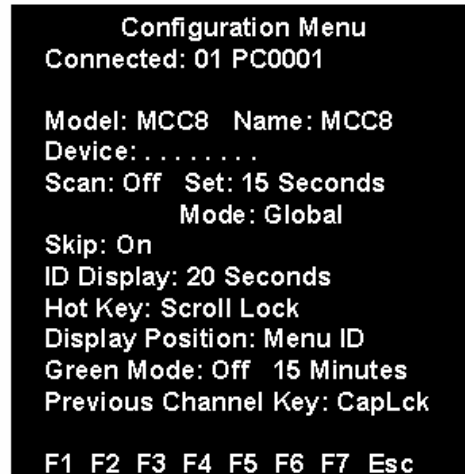 Configuration Menu
Connected: 01 PC0001
Model: MCC8 Name: MCC8
Device: . . . . . . . .
Scan: Off Set: 15 Seconds
Mode: Global
Skip: On
ID Display: 20 Seconds
Hot Key: Scroll Lock
Display Position: Menu ID
Green Mode: Off 15 Minutes
Previous Channel Key: CapLck
F1 F2 F3 F4 F5 F6 F7 Esc